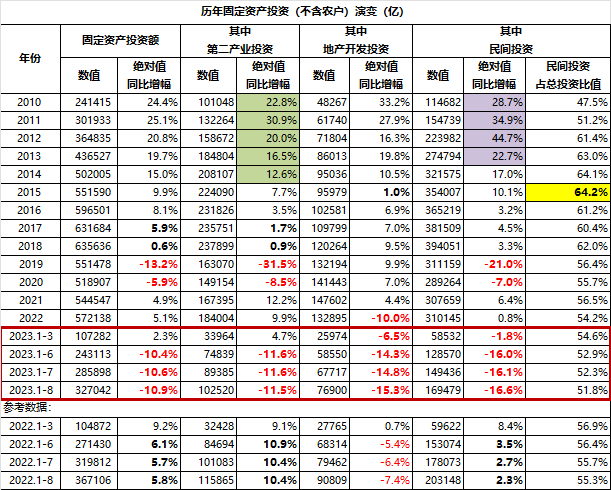 历年固定资产投资（不含农户）演变（亿）
年份 固定资产投资额 其中 第二产业投资 其中 地产开发投资 其中 民间投资
数值 绝对值同比增幅 数值 绝对值同比增幅 数值 绝对值同比增幅 数值 绝对值同比增幅 民间投资占总投资比值
2010 241415 24.4% 101048 22.8% 48267 33.2% 114682 28.7% 47.5%
2011 301933 25.1% 132264 30.9% 61740 27.9% 154739 34.9% 51.2%
2012 364835 20.8% 158672 20.0% 71804 16.3% 223982 44.7% 61.4%
2013 436527 19.7% 184804 16.5% 86013 19.8% 274794 22.7% 63.0%
2014 502005 15.0% 208107 12.6% 95036 10.5% 321575 17.0% 64.1%
2015 551590 9.9% 224090 7.7% 95979 1.0% 354007 10.1% 64.2%
2016 596501 8.1% 231826 3.5% 102581 6.9% 365219 3.2% 61.2%
2017 631684 5.9% 235751 1.7% 109799 7.0% 381509 4.5% 60.4%
2018 635636 0.6% 237899 0.9% 120264 9.5% 394051 3.3% 62.0%
2019 551478 -13.2% 163070 -31.5% 132194 9.9% 311159 -21.0% 56.4%
2020 518907 -5.9% 149154 -8.5% 141443 7.0% 289264 -7.0% 55.7%
2021 544547 4.9% 167395 12.2% 147602 4.4% 307659 6.4% 56.5%
2022 572138 5.1% 184004 9.9% 132895 -10.0% 310145 0.8% 54.2%
2023.1-3 107282 2.3% 33964 4.7% 25974 -6.5% 58532 -1.8% 54.6%
2023.1-6 243113 -10.4% 74839 -11.6% 58550 -14.3% 128570 -16.0% 52.9%
2023.1-7 285898 -10.6% 89385 -11.6% 67717 -14.8% 149436 -16.1% 52.3%
2023.1-8 327042 -10.9% 102520 -11.5% 76900 -15.3% 169479 -16.6% 51.8%
参考数据：
2022.1-3 104872 9.2% 32428 9.1% 27765 0.7% 59622 8.4% 56.9%
2022.1-6 271430 6.1% 84694 10.9% 68314 -5.4% 153074 3.5% 56.4%
2022.1-7 319812 5.7% 101083 10.4% 79462 -6.4% 178073 2.7% 55.7%
2022.1-8 367106 5.8% 115865 10.4% 90809 -7.4% 203148 2.3% 55.3%